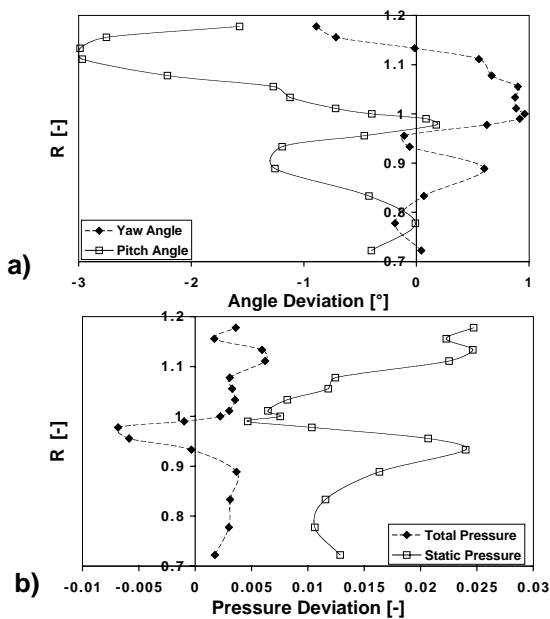 1.2
1.1
1
0.9
0.8
0.7
R [-]
Yaw Angle
Pitch Angle
a)
-3
-2
-1
0
1
Angle Deviation [°]
1.2
1.1
1
0.9
0.8
0.7
R [-]
Total Pressure
Static Pressure
b)
-0.01
-0.005
0
0.005
0.01
0.015
0.02
0.025
0.03
Pressure Deviation [-]